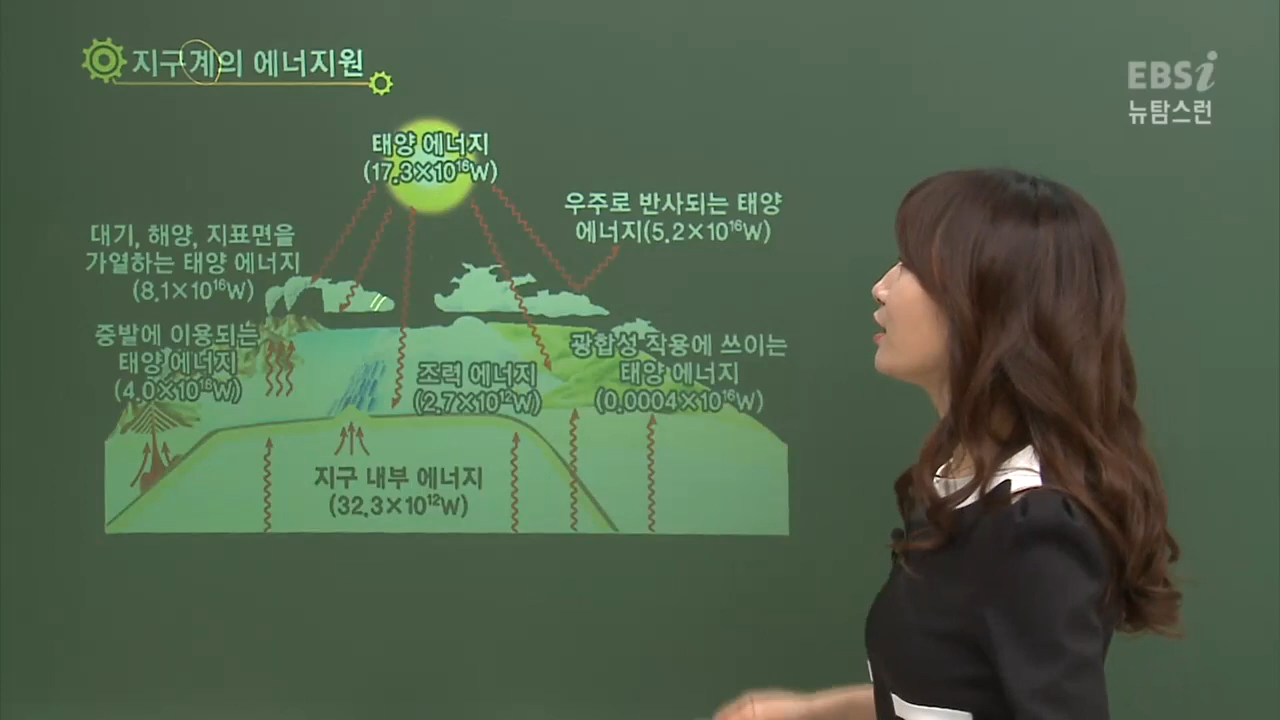 지구계의 에너지원
EBSi
뉴탐스런
태양 에너지
(17.3×10¹⁶W)
우주로 반사되는 태양
에너지(5.2×10¹⁶W)
대기, 해양, 지표면을
가열하는 태양 에너지
(8.1×10¹⁶W)
증발에 이용되는
태양 에너지
(4.0×10¹⁶W)
조력 에너지
(2.7×10¹²W)
광합성 작용에 쓰이는
태양 에너지
(0.0004×10¹⁶W)
지구 내부 에너지
(32.3×10¹²W)